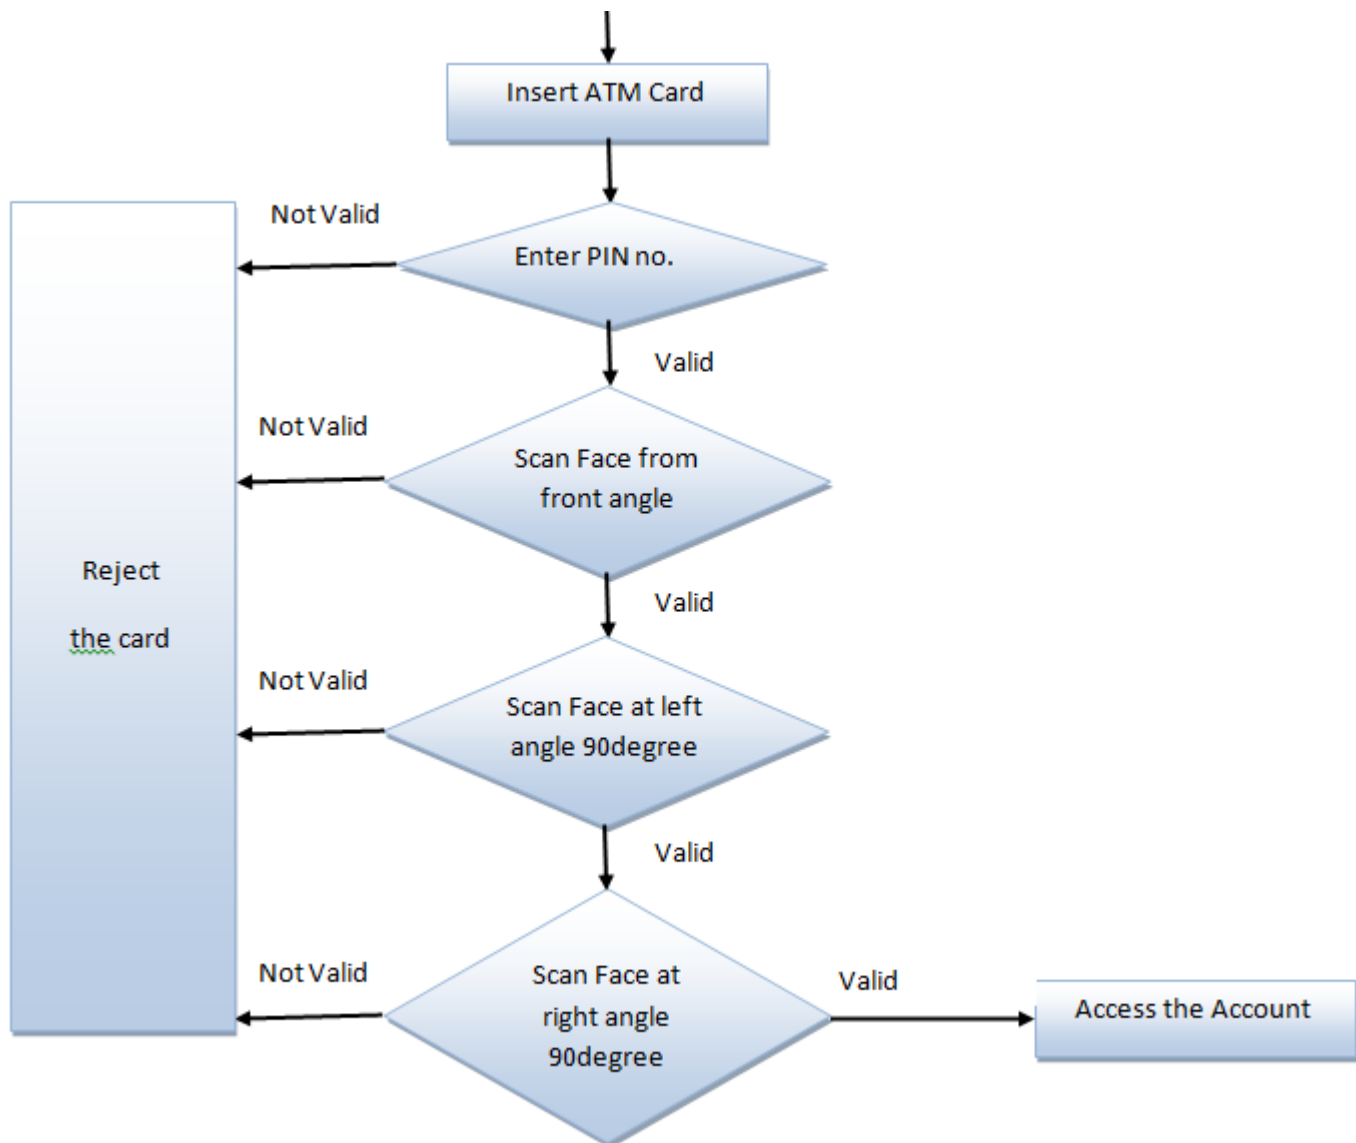 Insert ATM Card
Not Valid
Enter PIN no.
Valid
Not Valid
Scan Face from
front angle
Valid
Reject
the card
Not Valid
Scan Face at left
angle 90degree
Valid
Not Valid
Scan Face at
right angle
90degree
Valid
Access the Account